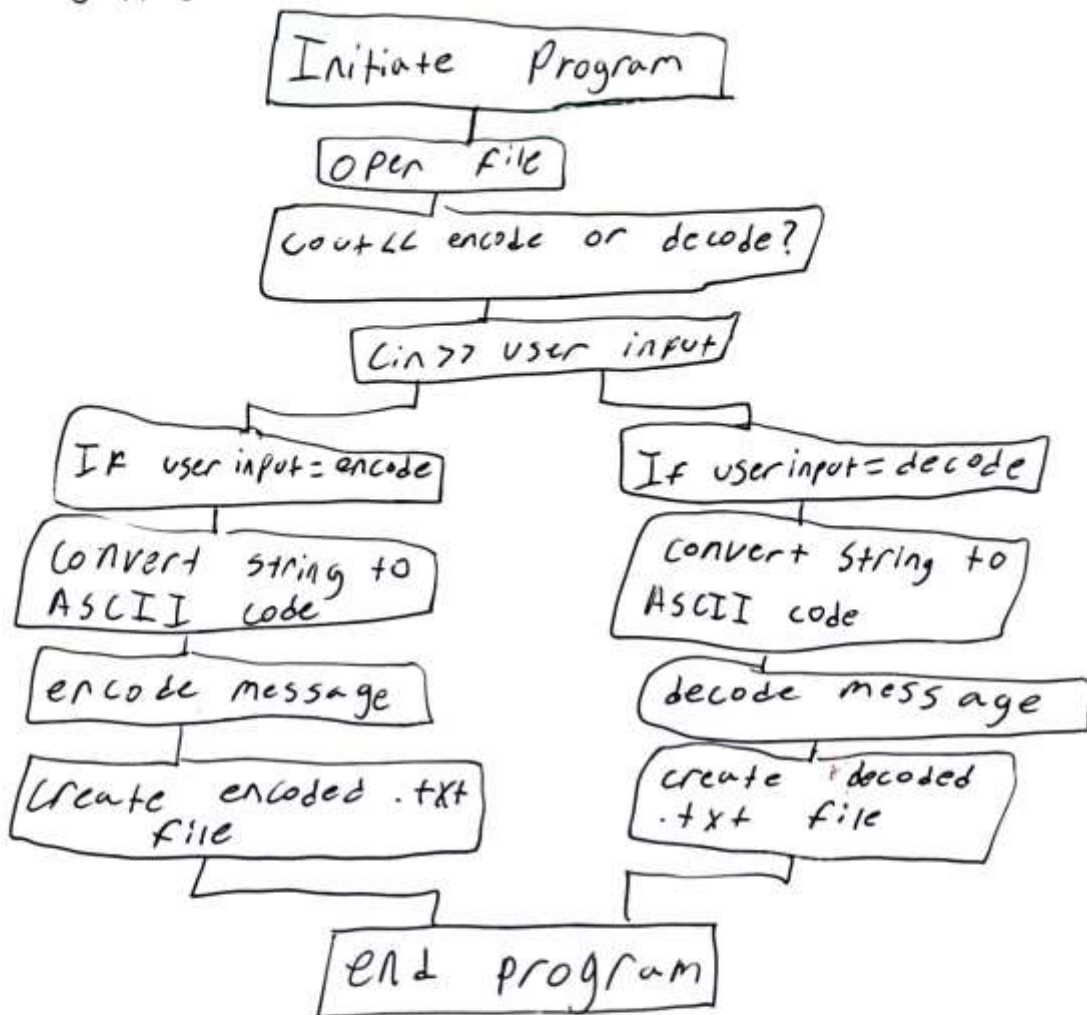 Initiate Program
open file
cout<< encode or decode?
Cin>> user input
If user input=encode
If userinput=decode
convert string to
ASCII code
convert string to
ASCII code
encode message
decode message
create encoded .txt
file
create decoded
.txt file
end program